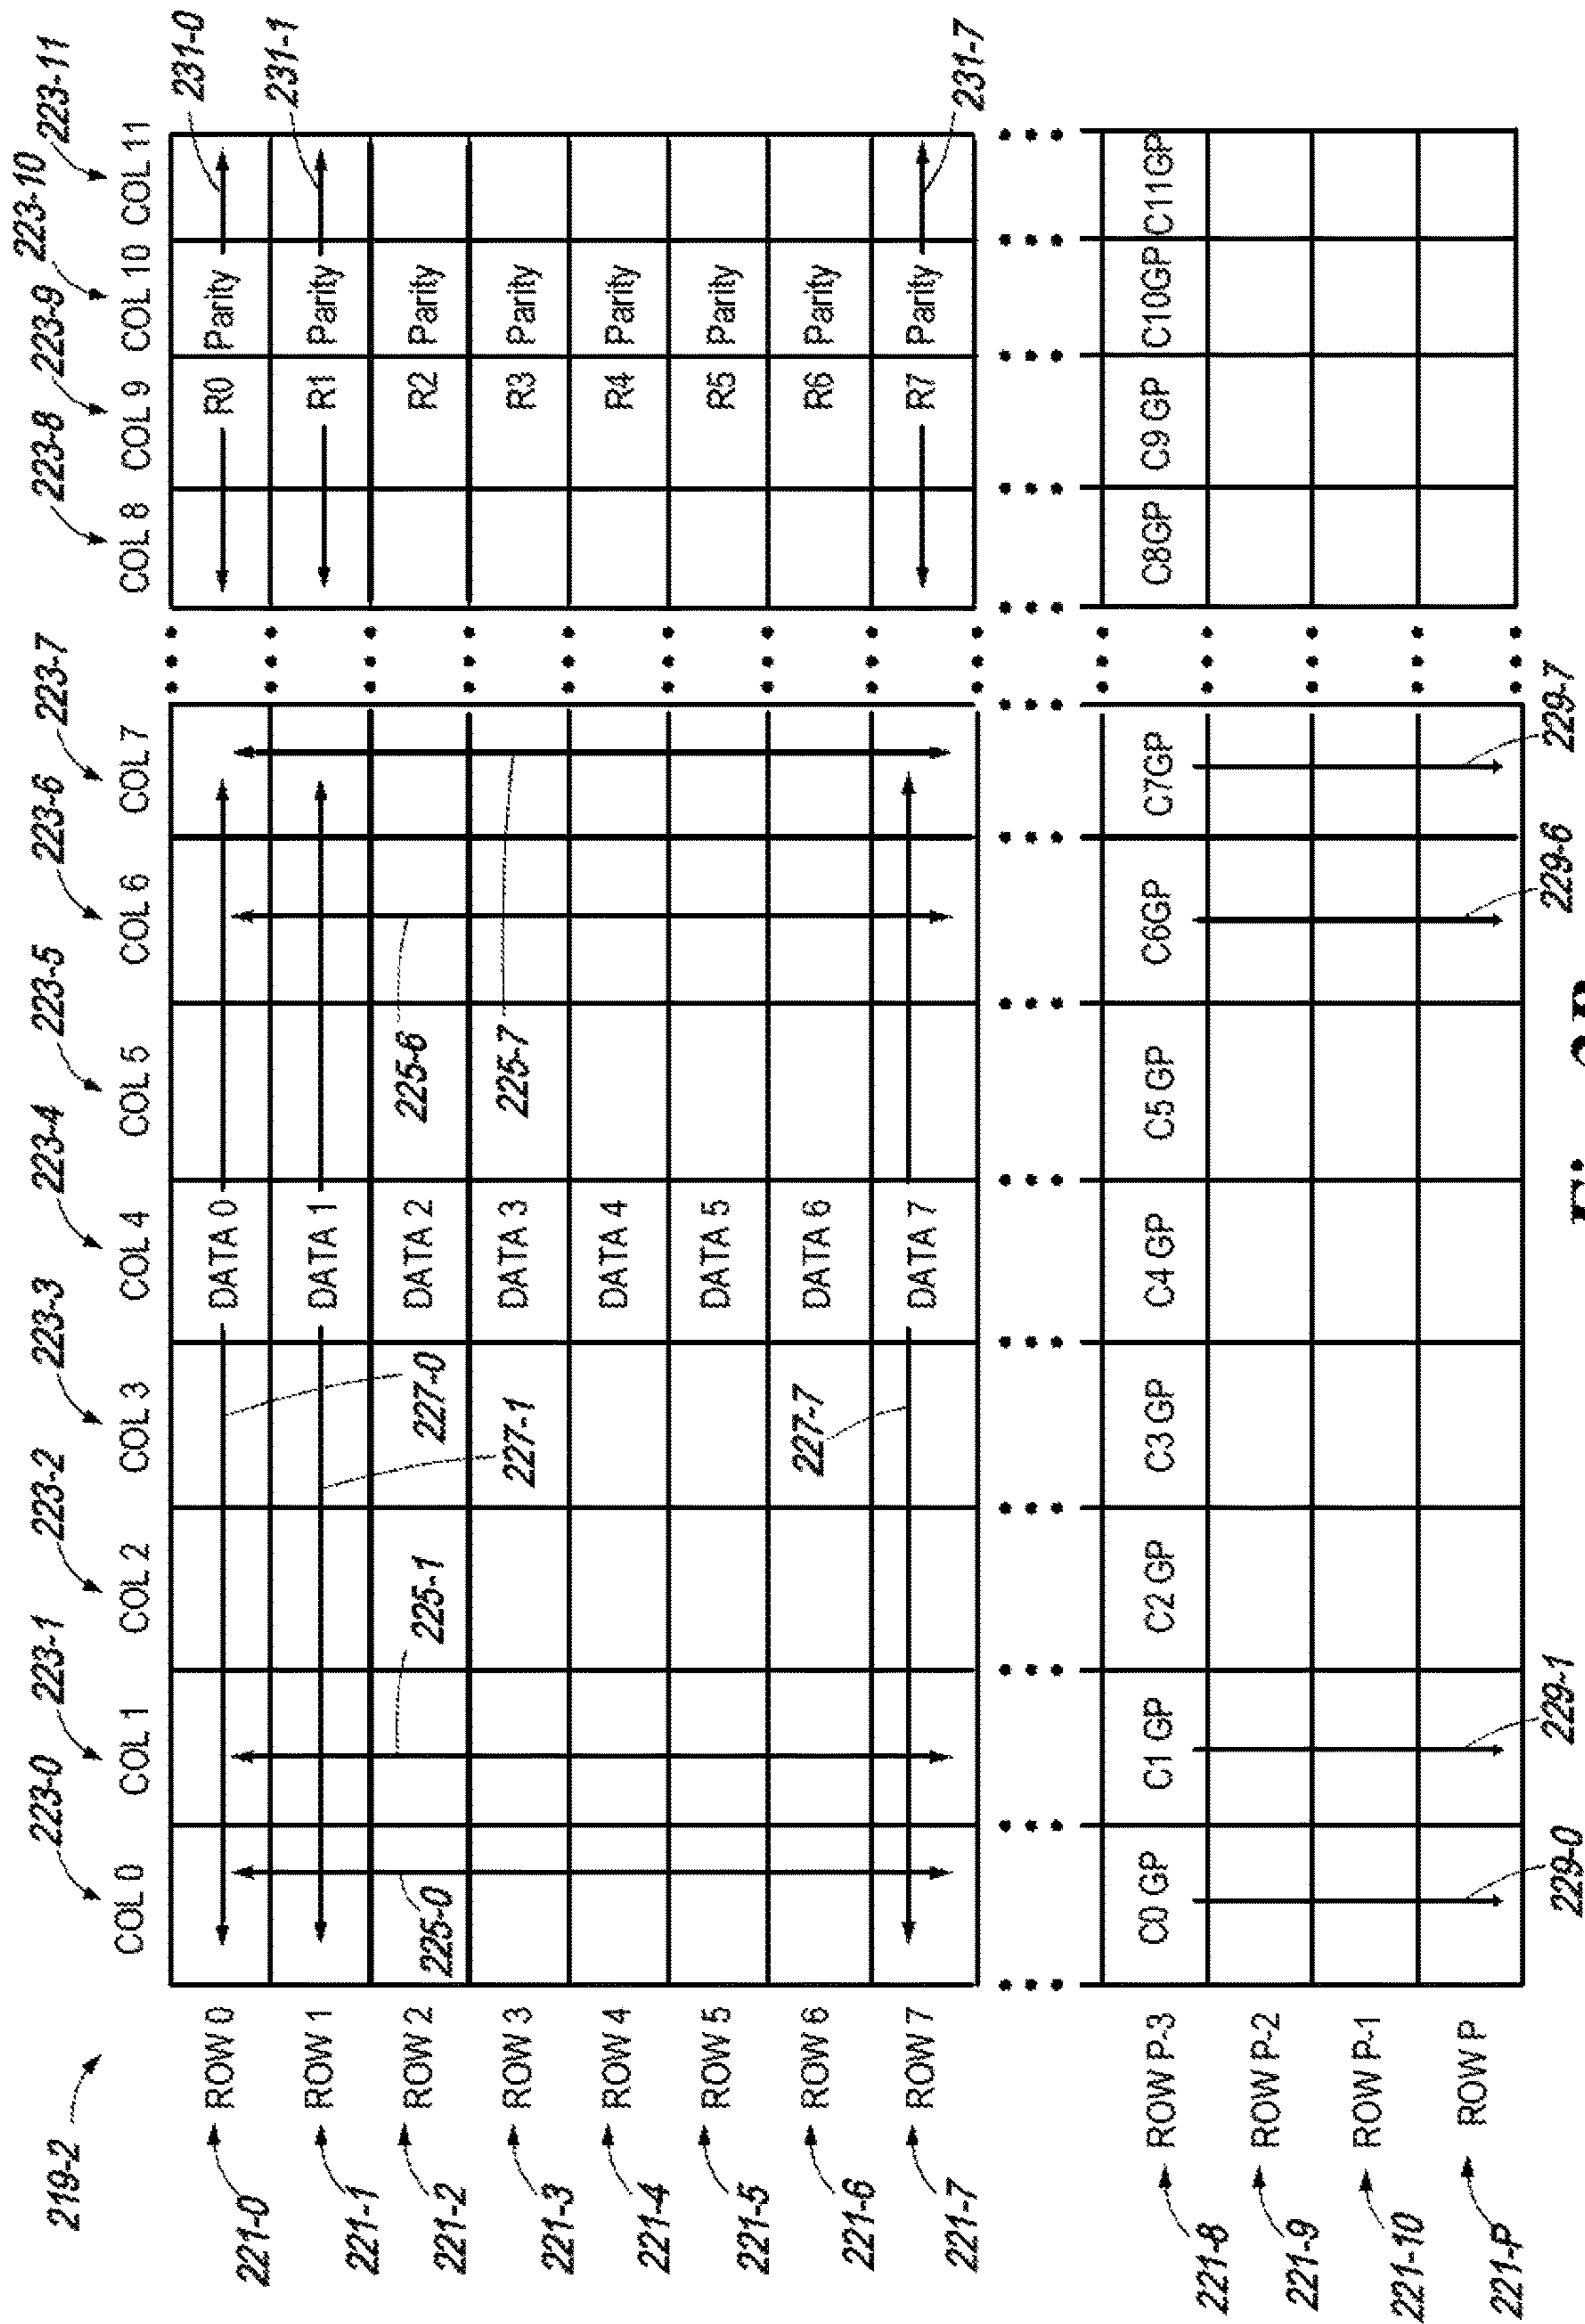 219-2
223-0 223-1 223-2 223-3 223-4 223-5 223-6 223-7 223-8 223-9 223-10 223-11
COL 0 COL 1 COL 2 COL 3 COL 4 COL 5 COL 6 COL 7 COL 8 COL 9 COL 10 COL 11
221-0 ROW 0 DATA 0 R0 Parity 231-0
221-1 ROW 1 DATA 1 R1 Parity 231-1
221-2 ROW 2 225-0 225-1 227-0 DATA 2 225-6 R2 Parity
221-3 ROW 3 227-1 DATA 3 225-7 R3 Parity
221-4 ROW 4 DATA 4 R4 Parity
221-5 ROW 5 DATA 5 R5 Parity
221-6 ROW 6 227-7 DATA 6 R6 Parity
221-7 ROW 7 DATA 7 R7 Parity 231-7
221-8 ROW P-3 C0 GP C1 GP C2 GP C3 GP C4 GP C5 GP C6GP C7GP C8GP C9 GP C10GP C11GP
221-9 ROW P-2
221-10 ROW P-1
221-P ROW P
229-0 229-1 229-6 229-7